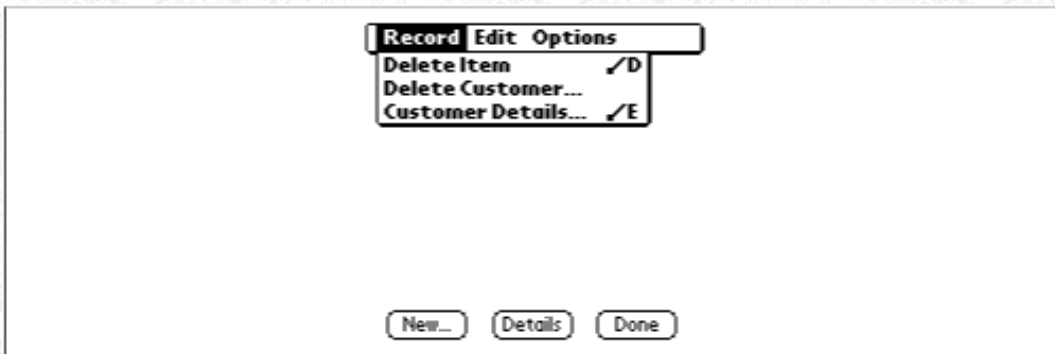 Record Edit Options
Delete Item ⟋D
Delete Customer...
Customer Details... ⟋E
New... Details Done